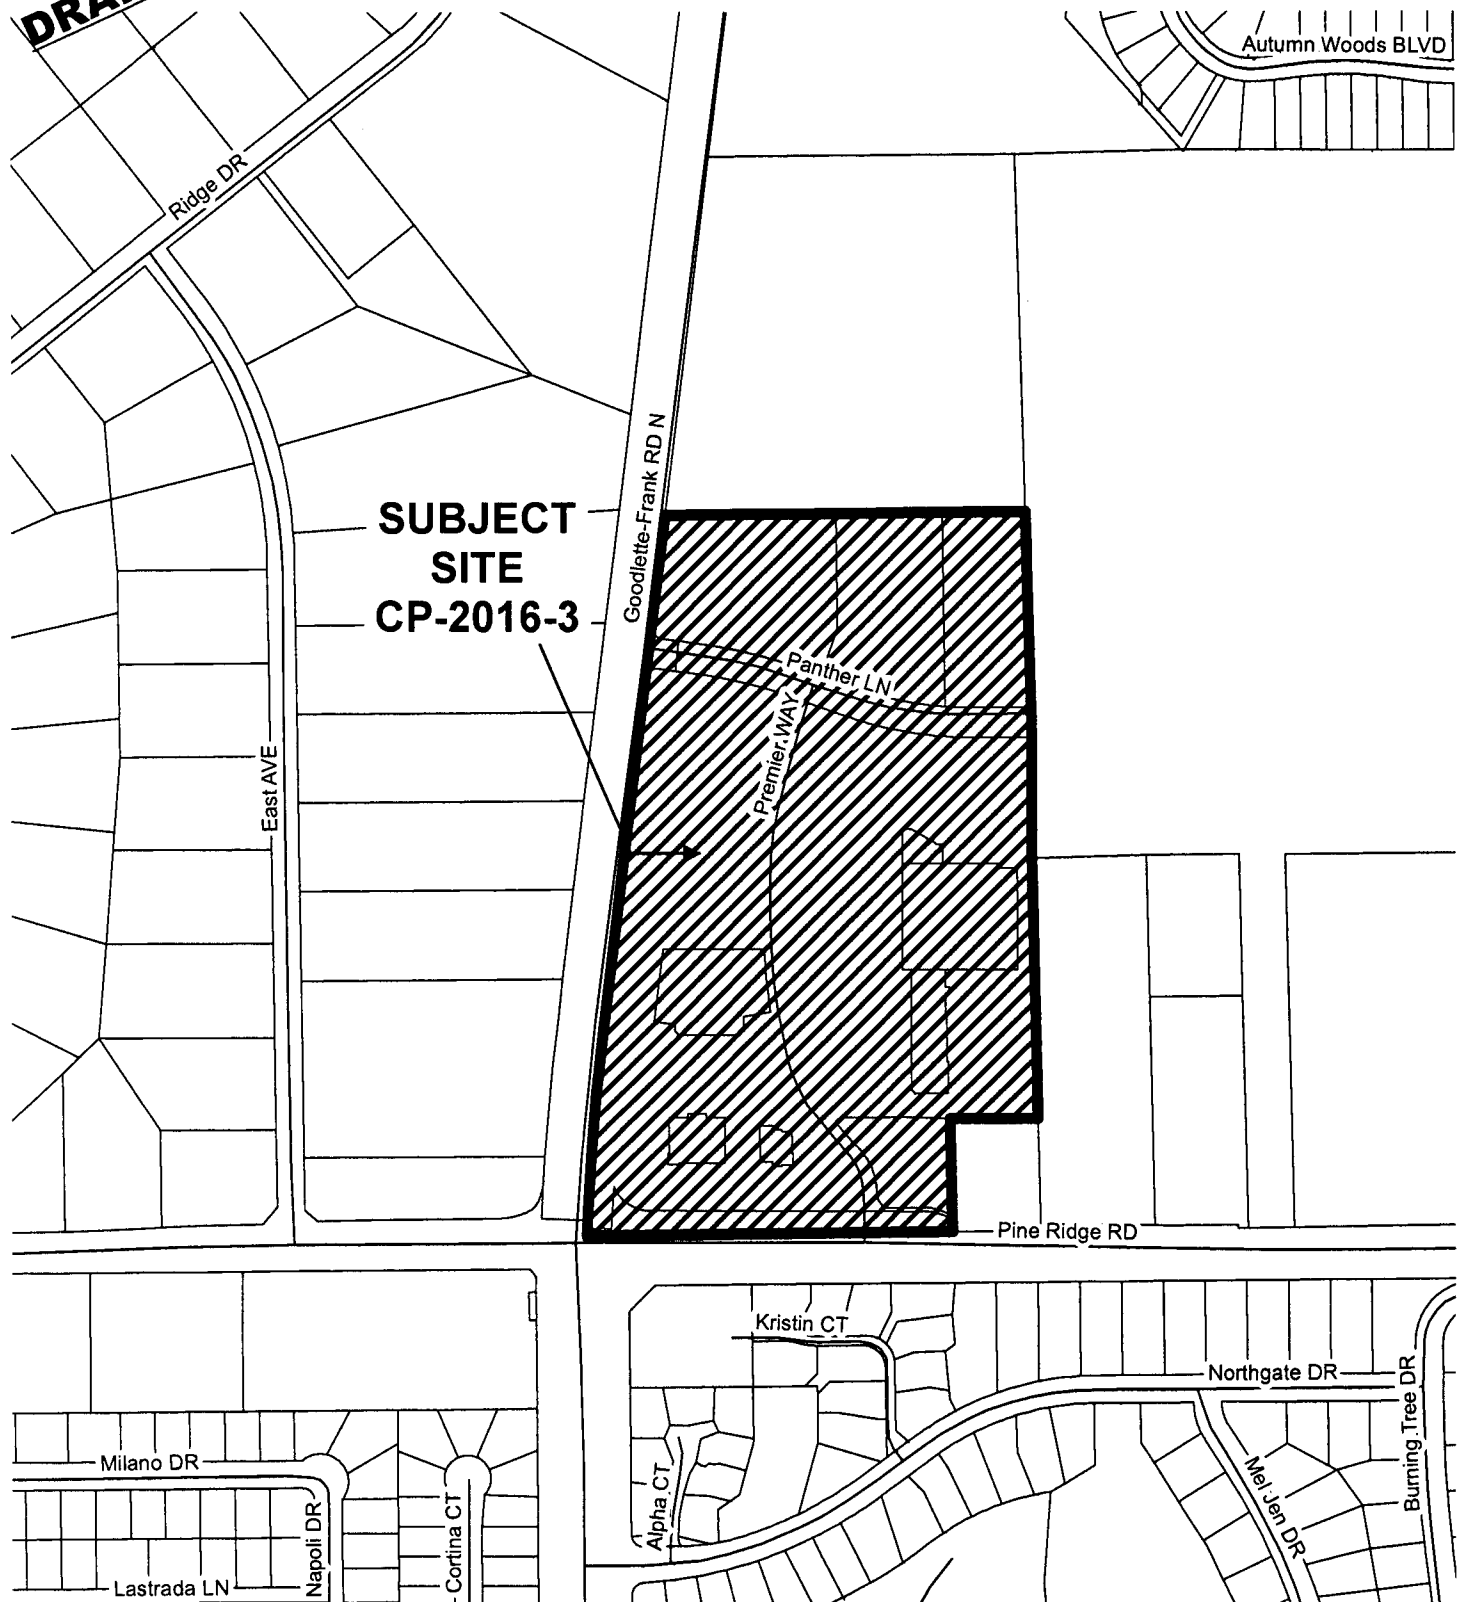 Autumn Woods BLVD
Ridge DR
Goodlette-Frank RD N
SUBJECT
SITE
CP-2016-3
Panther LN
Premier WAY
East AVE
Pine Ridge RD
Kristin CT
Northgate DR
Burning Tree DR
Milano DR
Mel Jen DR
Alpha CT
Napoli DR
Cortina CT
Lastrada LN